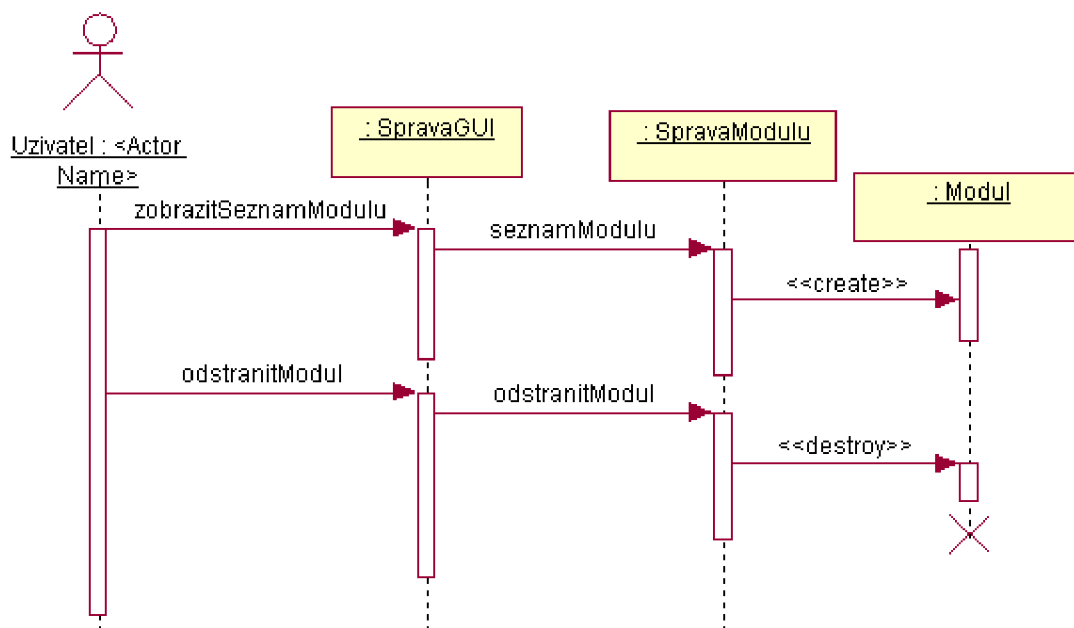 Uzivatel : <Actor
Name>
: SpravaGUI
: SpravaModulu
: Modul
zobrazitSeznamModulu
seznamModulu
<<create>>
odstranitModul
odstranitModul
<<destroy>>